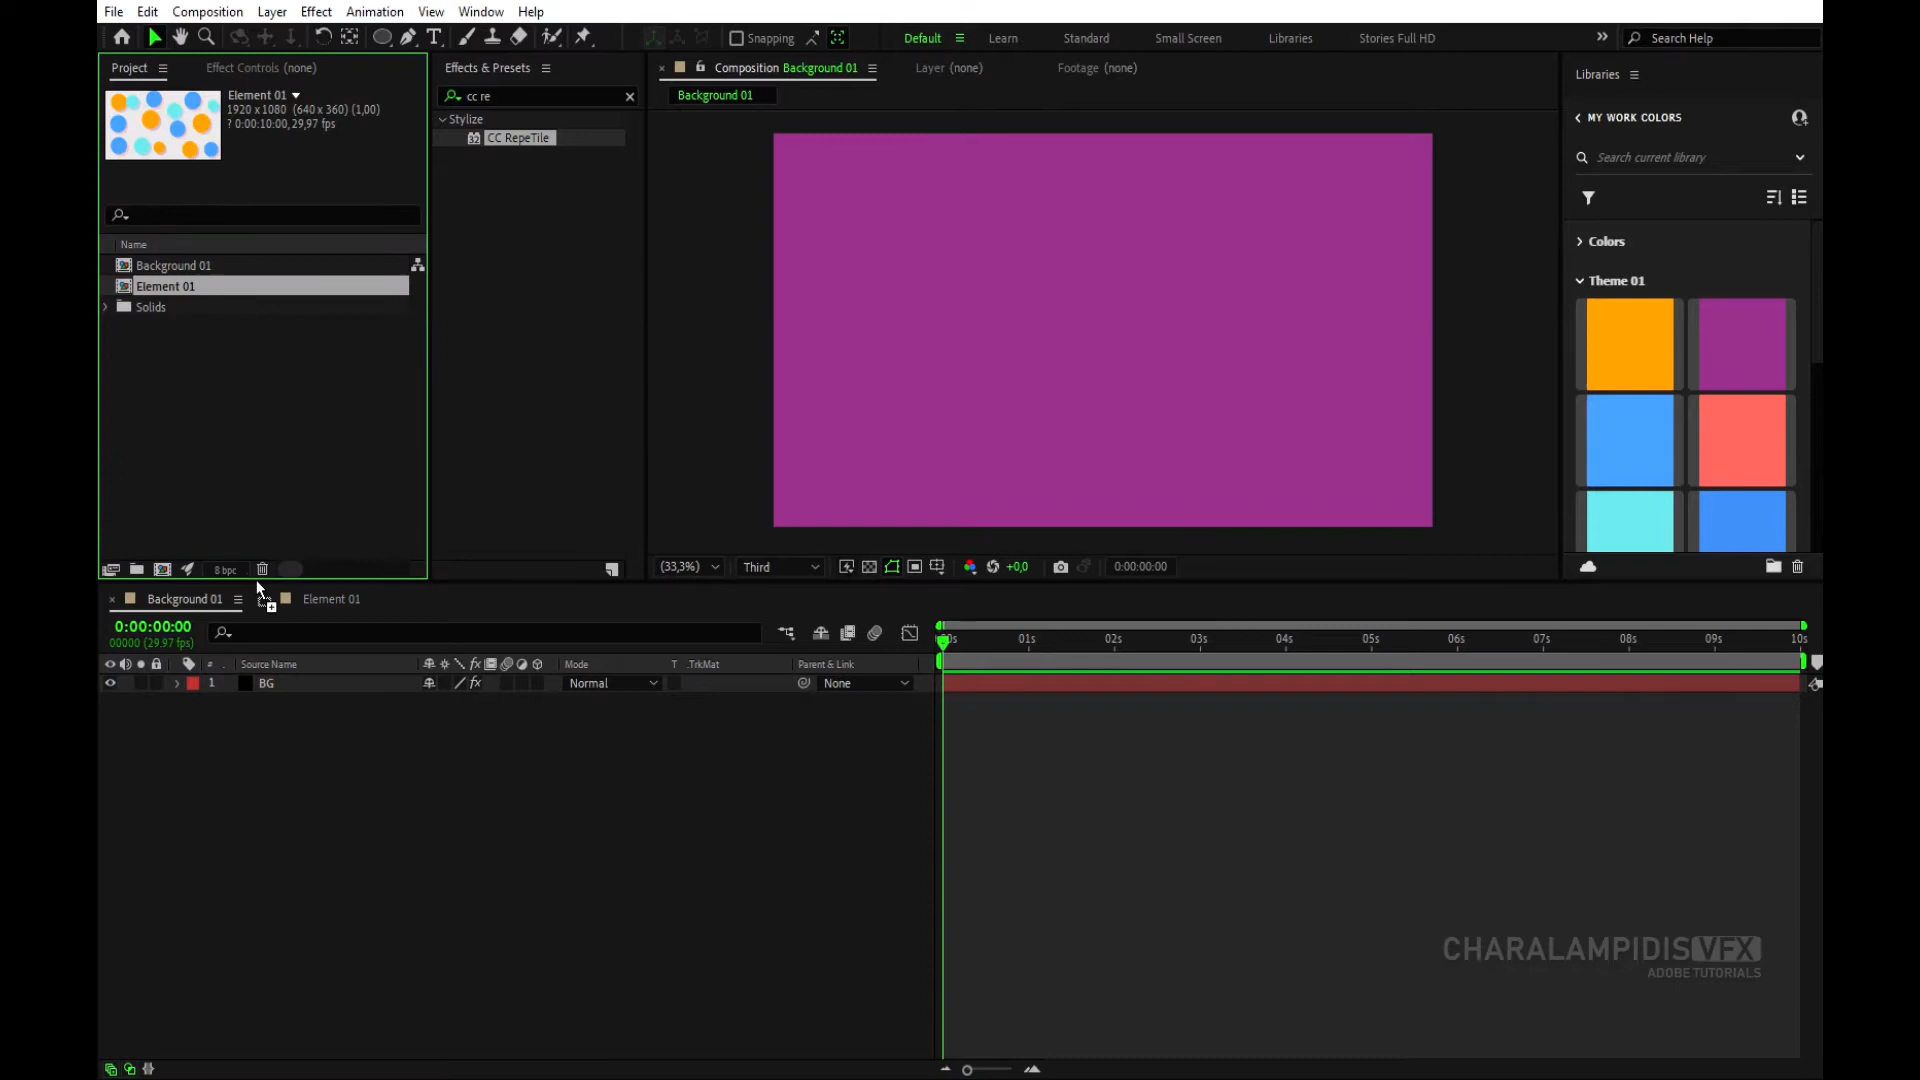 File Edit Composition Layer Effect Animation View Window Help
Snapping
Default Learn Standard Small Screen Libraries Stories Full HD
Search Help
Project
Effect Controls (none)
Element 01
1920 x 1080 (640 x 360) (1,00)
? 0:00:10:00, 29,97 fps
Name
Background 01
Element 01
Solids
8 bpc
Effects & Presets
cc re
Stylize
32 CC RepeTile
Composition Background 01
Layer (none)
Footage (none)
Background 01
(33,3%)
Third
+0,0
0:00:00:00
Libraries
MY WORK COLORS
Search current library
Colors
Theme 01
Background 01
Element 01
0:00:00:00
00000 (29.97 fps)
# Source Name
fx
Mode
T .TrkMat
Parent & Link
01s 02s 03s 04s 05s 06s 07s 08s 09s 10s
1 BG
fx
Normal
None
CHARALAMPIDISVFX
ADOBE TUTORIALS